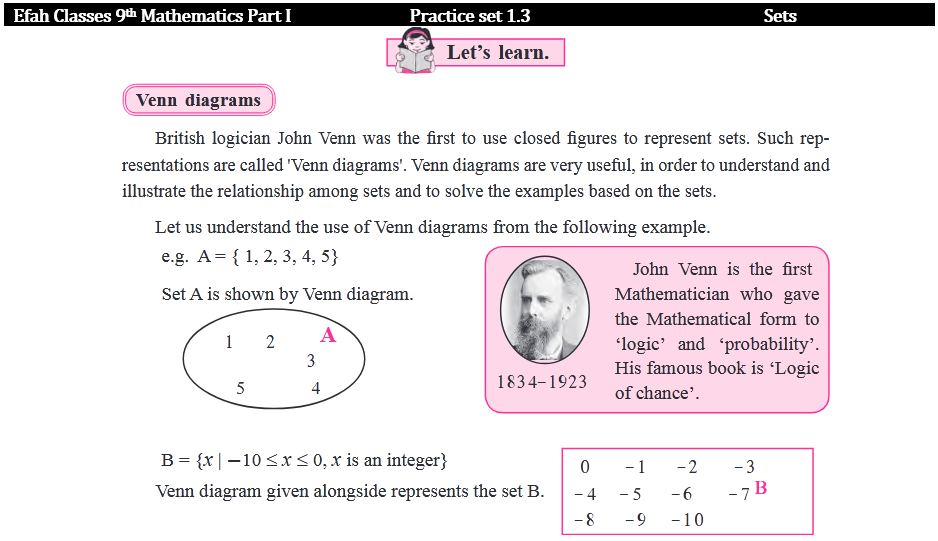 Efah Classes 9th Mathematics Part I Practice set 1.3 Sets
Let's learn.
Venn diagrams
British logician John Venn was the first to use closed figures to represent sets. Such rep-
resentations are called 'Venn diagrams'. Venn diagrams are very useful, in order to understand and
illustrate the relationship among sets and to solve the examples based on the sets.
Let us understand the use of Venn diagrams from the following example.
e.g. A = { 1, 2, 3, 4, 5}
Set A is shown by Venn diagram.
1 2 A
3
5 4
1834-1923
John Venn is the first
Mathematician who gave
the Mathematical form to
‘logic’ and ‘probability’.
His famous book is ‘Logic
of chance’.
B = {x | −10 ≤ x ≤ 0, x is an integer}
Venn diagram given alongside represents the set B.
0 - 1 - 2 - 3
- 4 - 5 - 6 - 7 B
- 8 - 9 - 10